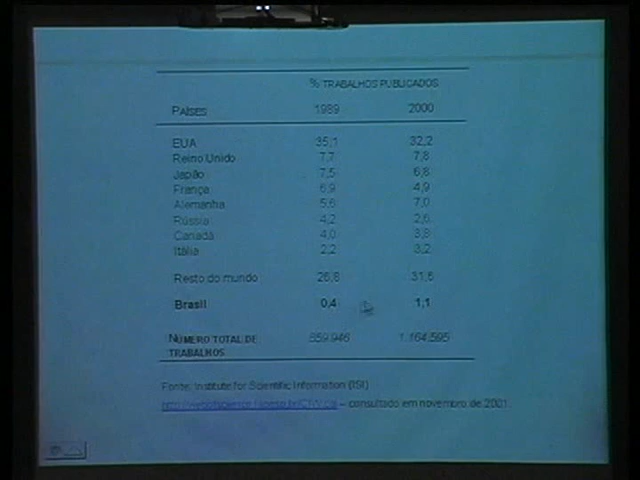 % TRABALHOS PUBLICADOS
PAÍSES 1989 2000
EUA 35,1 32,2
Reino Unido 7,7 7,8
Japão 7,5 6,8
França 6,9 4,9
Alemanha 5,6 7,0
Rússia 4,2 2,6
Canadá 4,0 3,8
Itália 2,2 3,2
Resto do mundo 26,8 31,6
Brasil 0,4 1,1
NÚMERO TOTAL DE 859.946 1.164.595
TRABALHOS
Fonte: Institute for Scientific Information (ISI)
– consultado em novembro de 2001.